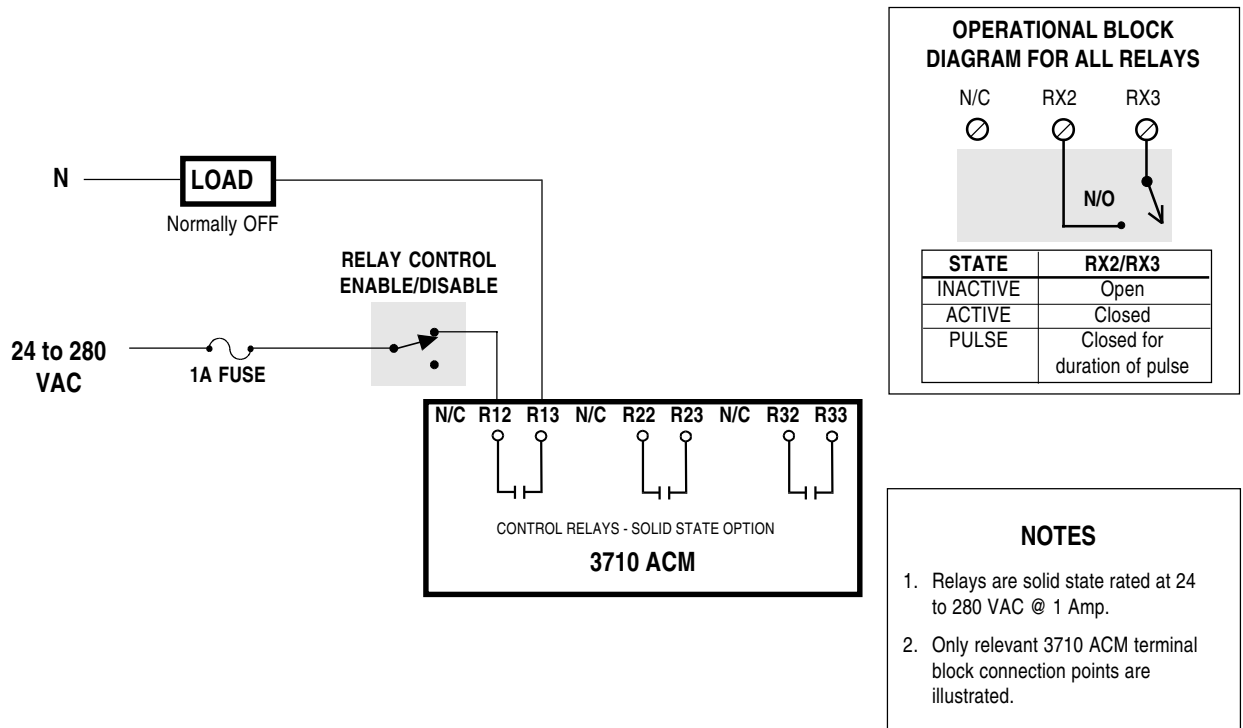 N
LOAD
Normally OFF
RELAY CONTROL
ENABLE/DISABLE
24 to 280
VAC
1A FUSE
N/C R12 R13 N/C R22 R23 N/C R32 R33
CONTROL RELAYS - SOLID STATE OPTION
3710 ACM
OPERATIONAL BLOCK
DIAGRAM FOR ALL RELAYS
N/C RX2 RX3
N/O
STATE RX2/RX3
INACTIVE Open
ACTIVE Closed
PULSE Closed for
duration of pulse
NOTES
1. Relays are solid state rated at 24
to 280 VAC @ 1 Amp.
2. Only relevant 3710 ACM terminal
block connection points are
illustrated.